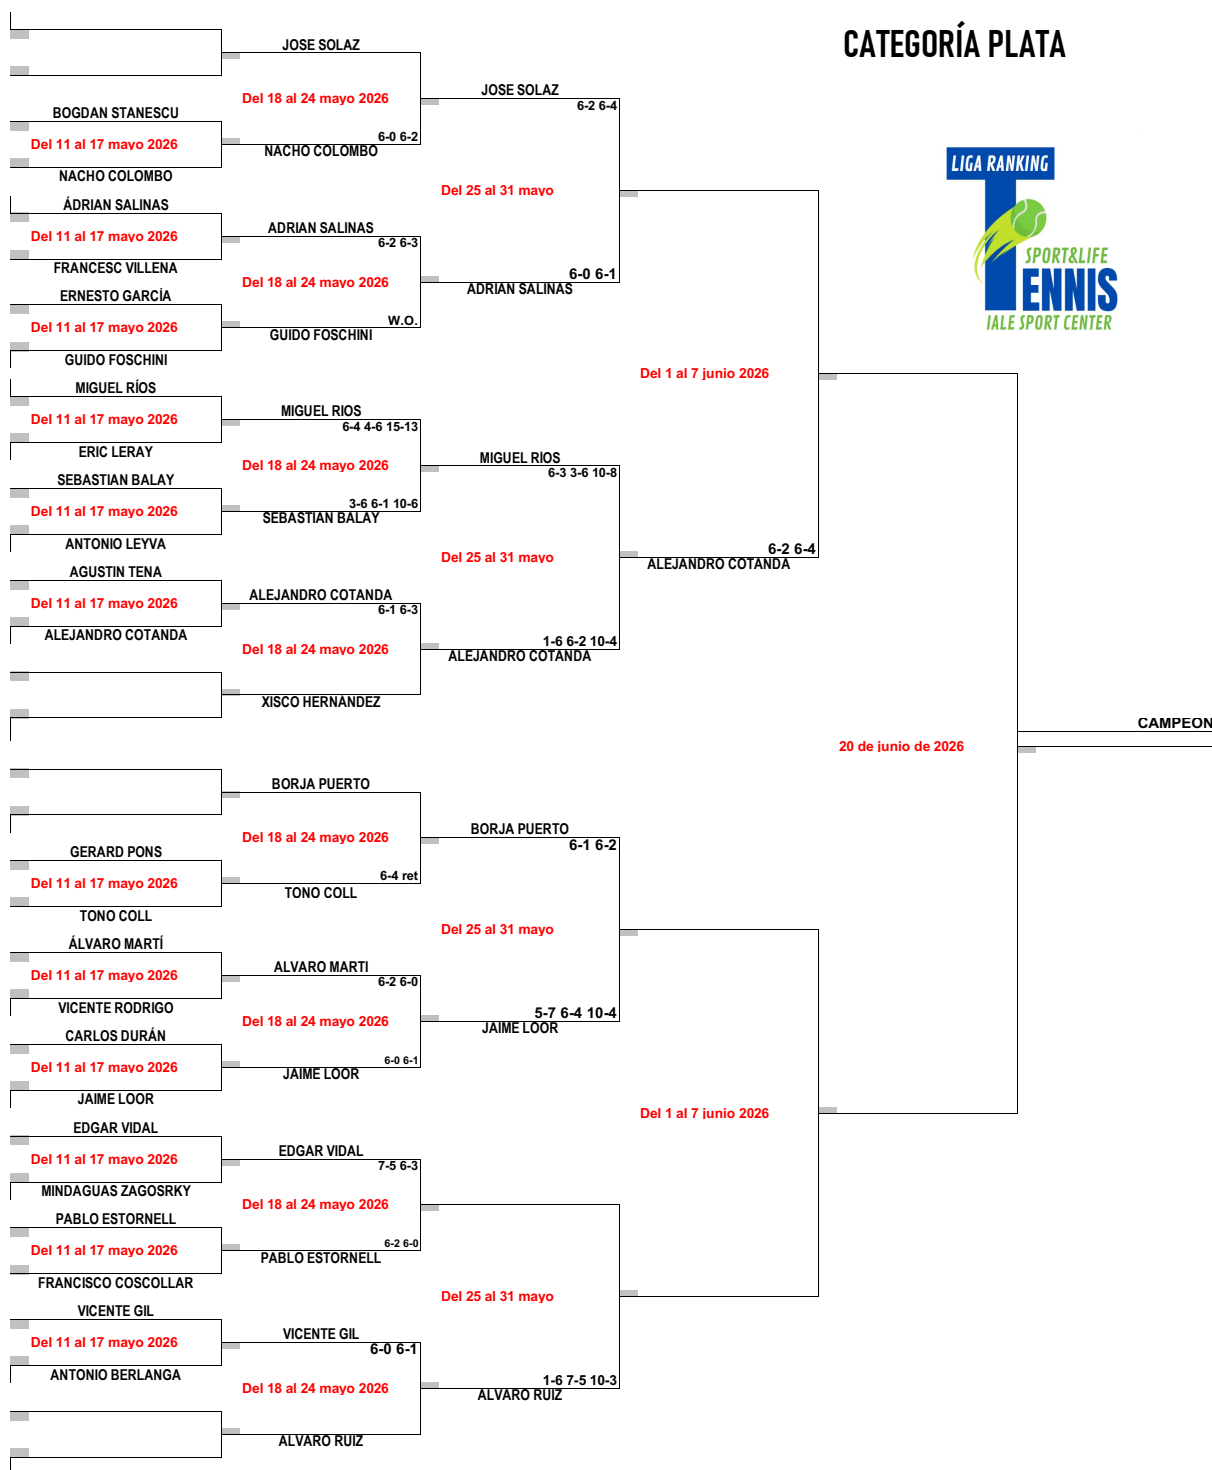 CATEGORÍA PLATA
LIGA RANKING
TENNIS
SPORT&LIFE
IALE SPORT CENTER
JOSE SOLAZ
Del 18 al 24 mayo 2026
JOSE SOLAZ
6-2 6-4
BOGDAN STANESCU
Del 11 al 17 mayo 2026
6-0 6-2
NACHO COLOMBO
NACHO COLOMBO
Del 25 al 31 mayo
ÁDRIAN SALINAS
Del 11 al 17 mayo 2026
ADRIAN SALINAS
6-2 6-3
FRANCESC VILLENA
Del 18 al 24 mayo 2026
6-0 6-1
ADRIAN SALINAS
ERNESTO GARCÍA
Del 11 al 17 mayo 2026
W.O.
GUIDO FOSCHINI
GUIDO FOSCHINI
Del 1 al 7 junio 2026
MIGUEL RÍOS
Del 11 al 17 mayo 2026
MIGUEL RIOS
6-4 4-6 15-13
ERIC LERAY
Del 18 al 24 mayo 2026
MIGUEL RIOS
6-3 3-6 10-8
SEBASTIAN BALAY
Del 11 al 17 mayo 2026
3-6 6-1 10-6
SEBASTIAN BALAY
ANTONIO LEYVA
Del 25 al 31 mayo
6-2 6-4
ALEJANDRO COTANDA
AGUSTIN TENA
Del 11 al 17 mayo 2026
ALEJANDRO COTANDA
6-1 6-3
ALEJANDRO COTANDA
Del 18 al 24 mayo 2026
1-6 6-2 10-4
ALEJANDRO COTANDA
XISCO HERNÁNDEZ
CAMPEON
20 de junio de 2026
BORJA PUERTO
Del 18 al 24 mayo 2026
BORJA PUERTO
6-1 6-2
GERARD PONS
Del 11 al 17 mayo 2026
6-4 ret
TONO COLL
TONO COLL
Del 25 al 31 mayo
ÁLVARO MARTÍ
Del 11 al 17 mayo 2026
ALVARO MARTI
6-2 6-0
VICENTE RODRIGO
Del 18 al 24 mayo 2026
5-7 6-4 10-4
JAIME LOOR
CARLOS DURÁN
Del 11 al 17 mayo 2026
6-0 6-1
JAIME LOOR
JAIME LOOR
Del 1 al 7 junio 2026
EDGAR VIDAL
Del 11 al 17 mayo 2026
EDGAR VIDAL
7-5 6-3
MINDAGUAS ZAGOSRKY
Del 18 al 24 mayo 2026
PABLO ESTORNELL
Del 11 al 17 mayo 2026
6-2 6-0
PABLO ESTORNELL
FRANCISCO COSCOLLAR
Del 25 al 31 mayo
VICENTE GIL
Del 11 al 17 mayo 2026
VICENTE GIL
6-0 6-1
ANTONIO BERLANGA
Del 18 al 24 mayo 2026
1-6 7-5 10-3
ALVARO RUIZ
ALVARO RUIZ